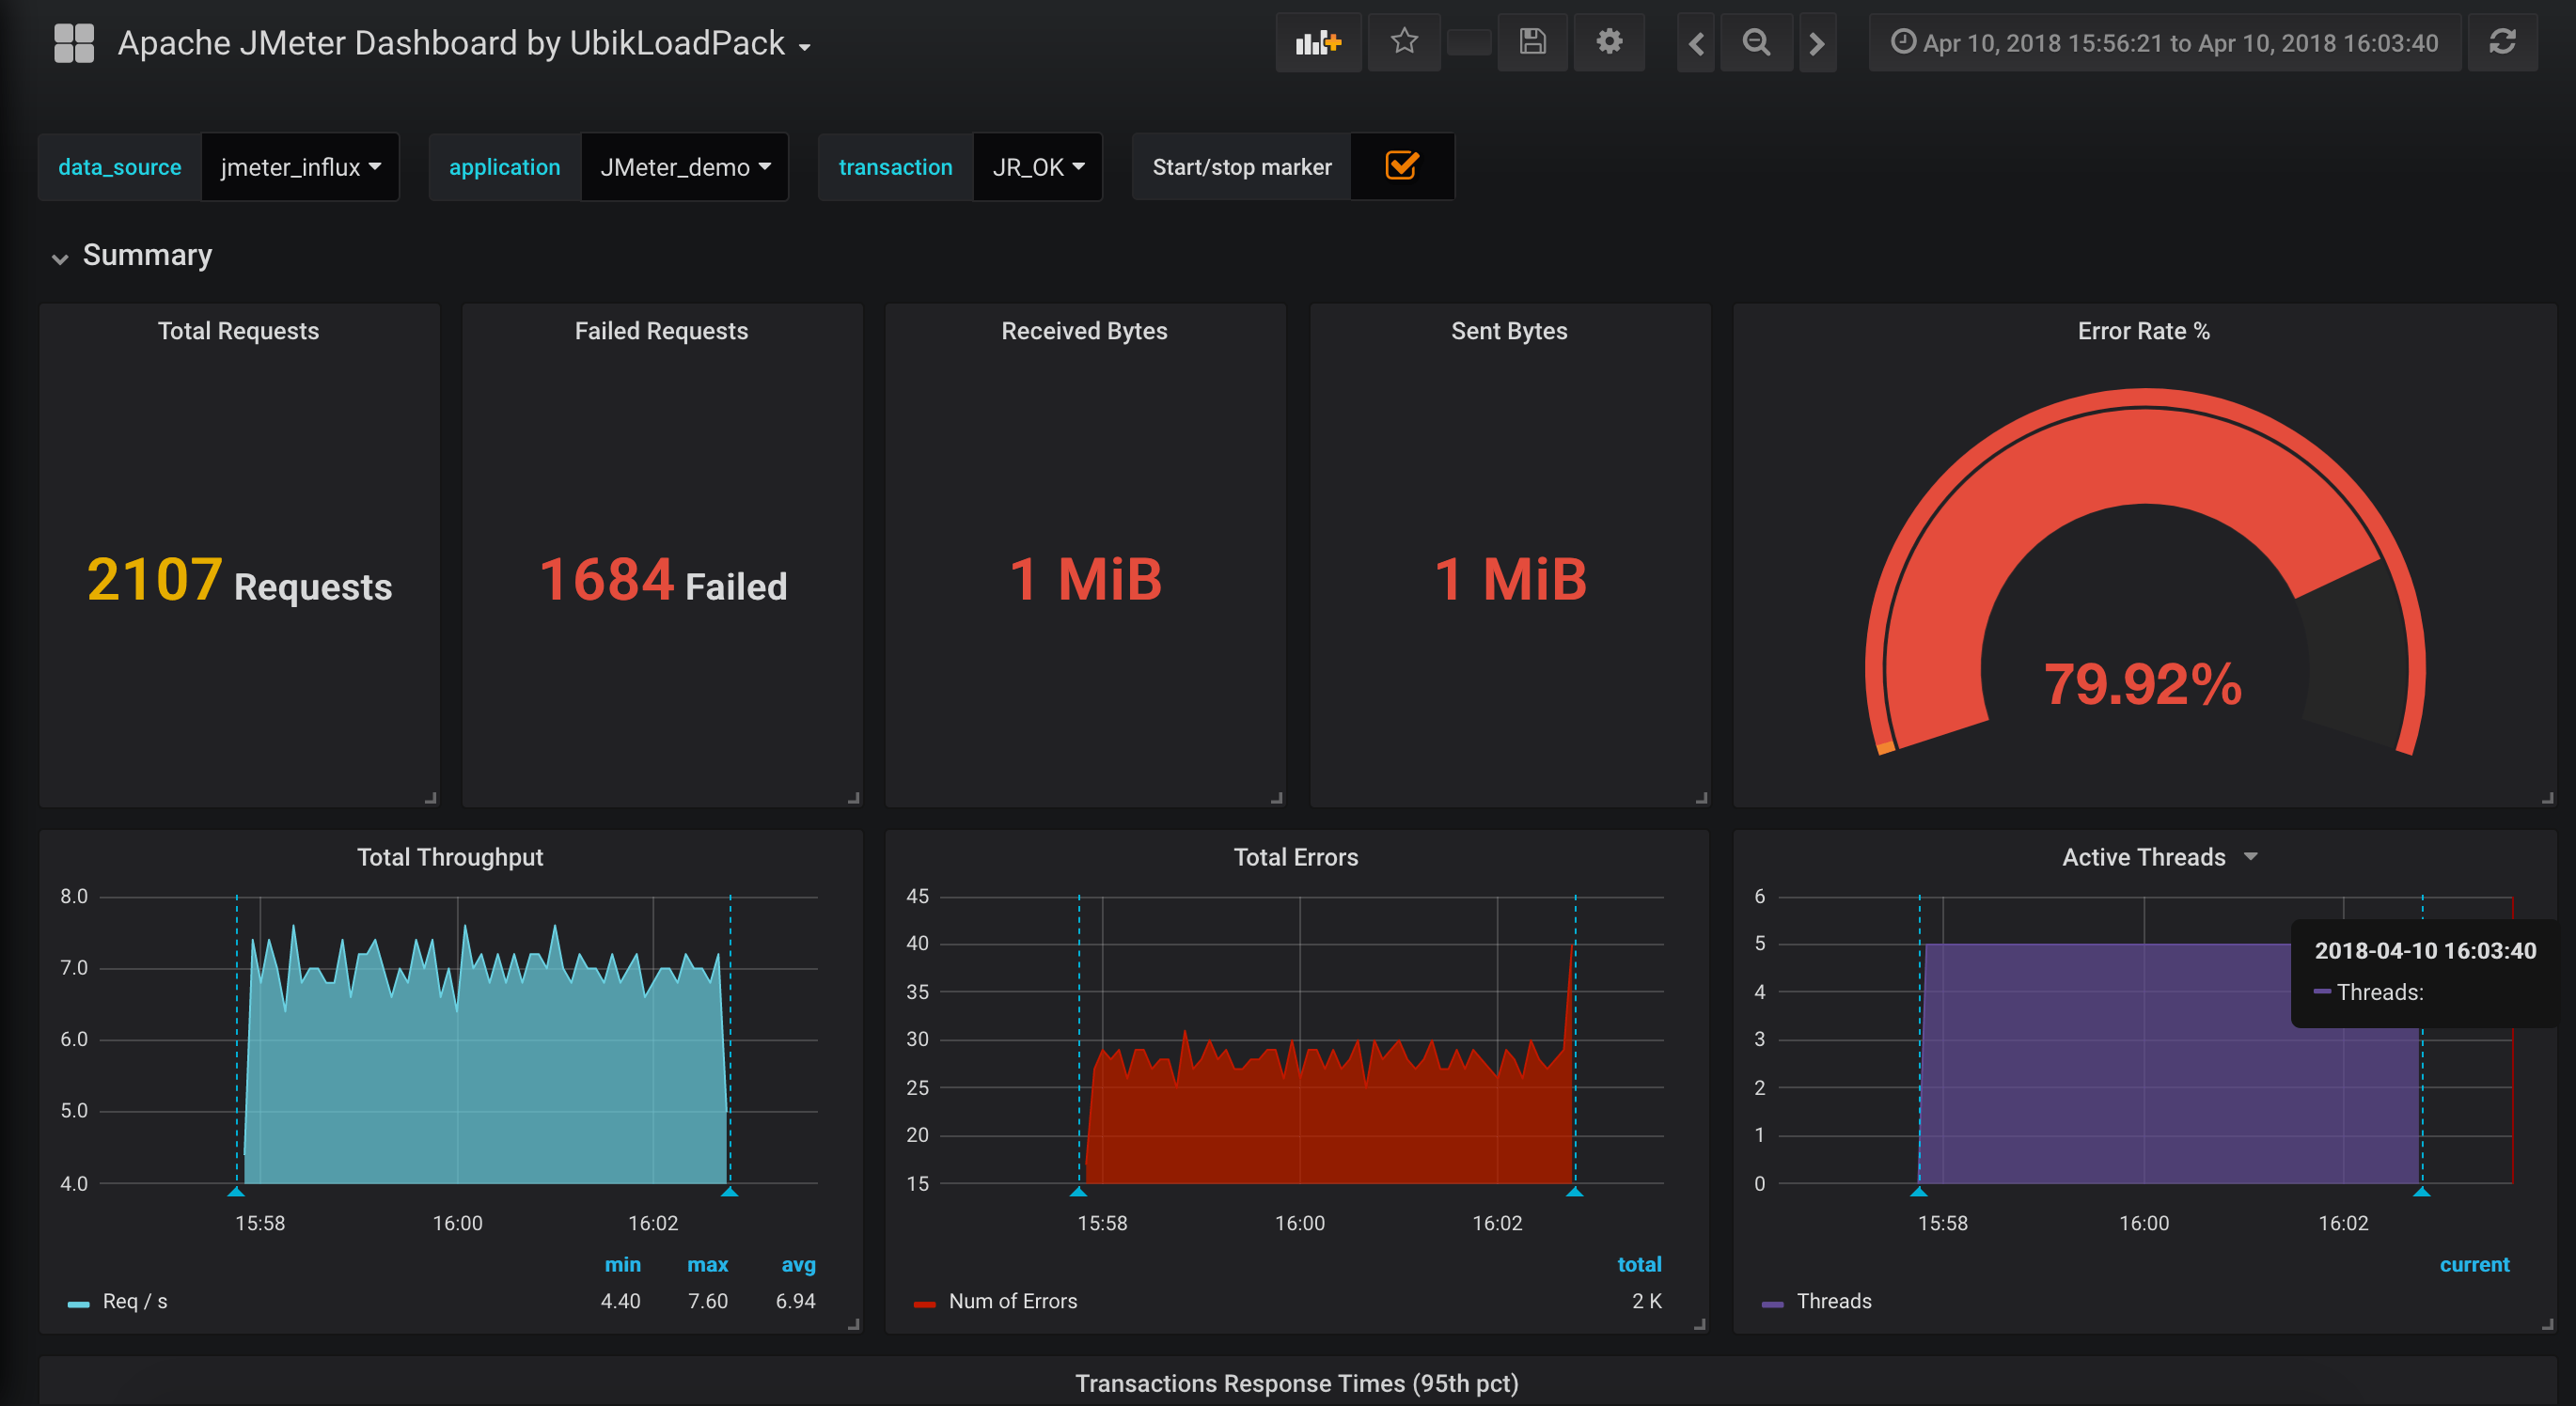 Apache JMeter Dashboard by UbikLoadPack
Apr 10, 2018 15:56:21 to Apr 10, 2018 16:03:40
data_source jmeter_influx application JMeter_demo transaction JR_OK Start/stop marker
Summary
Total Requests
2107 Requests
Failed Requests
1684 Failed
Received Bytes
1 MiB
Sent Bytes
1 MiB
Error Rate %
79.92%
Total Throughput
8.0
7.0
6.0
5.0
4.0
15:58 16:00 16:02
min max avg
Req / s 4.40 7.60 6.94
Total Errors
45
40
35
30
25
20
15
15:58 16:00 16:02
total
Num of Errors 2 K
Active Threads
6
5
4
3
2
1
0
2018-04-10 16:03:40
Threads:
15:58 16:00 16:02
current
Threads
Transactions Response Times (95th pct)